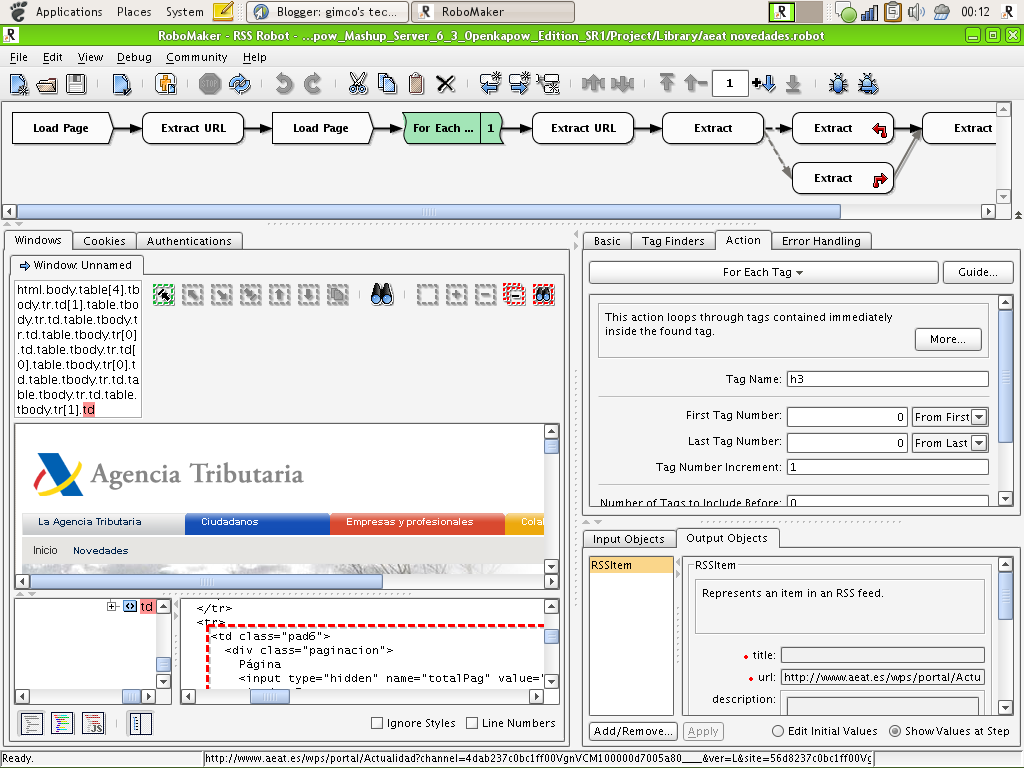 Applications Places System Blogger: gimco's tec... RoboMaker 00:12
RoboMaker - RSS Robot - ...pow_Mashup_Server_6_3_Openkapow_Edition_SR1/Project/Library/aeat novedades.robot
File Edit View Debug Community Help
STOP 1
Load Page Extract URL Load Page For Each ... 1 Extract URL Extract Extract Extract
Extract
Windows Cookies Authentications
Window: Unnamed
html.body.table[4].tb
ody.tr.td[1].table.tbo
dy.tr.td.table.tbody.t
r.td.table.tbody.tr[0]
.td.table.tbody.tr.td[
0].table.tbody.tr[0].t
d.table.tbody.tr.td.ta
ble.tbody.tr.td.table.
tbody.tr[1].td
Agencia Tributaria
La Agencia Tributaria Ciudadanos Empresas y profesionales Colal
Inicio Novedades
td
</tr>
<tr>
<td class="pad6">
<div class="paginacion">
Página
<input type="hidden" name="totalPag" value="
JS
Ignore Styles Line Numbers
Basic Tag Finders Action Error Handling
For Each Tag Guide...
This action loops through tags contained immediately
inside the found tag.
More...
Tag Name: h3
First Tag Number: 0 From First
Last Tag Number: 0 From Last
Tag Number Increment: 1
Number of Tags to Include Before: 0
Input Objects Output Objects
RSSItem
RSSItem
Represents an item in an RSS feed.
title:
url: http://www.aeat.es/wps/portal/Actu
description:
Add/Remove... Apply Edit Initial Values Show Values at Step
Ready. http://www.aeat.es/wps/portal/Actualidad?channel=4dab237c0bc1ff00VgnVCM100000d7005a80____&ver=L&site=56d8237c0bc1ff00Vg